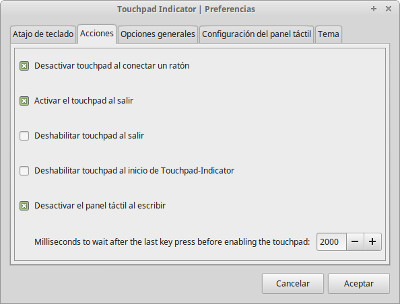 Touchpad Indicator | Preferencias
Atajo de teclado Acciones Opciones generales Configuración del panel táctil Tema
Desactivar touchpad al conectar un ratón
Activar el touchpad al salir
Deshabilitar touchpad al salir
Deshabilitar touchpad al inicio de Touchpad-Indicator
Desactivar el panel táctil al escribir
Milliseconds to wait after the last key press before enabling the touchpad: 2000
Cancelar Aceptar